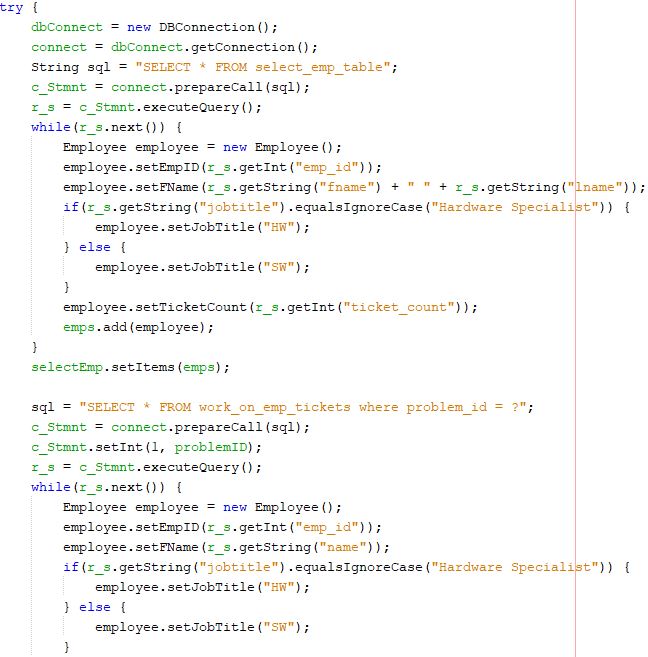 try {
dbConnect = new DBConnection();
connect = dbConnect.getConnection();
String sql = "SELECT * FROM select_emp_table";
c_Stmnt = connect.prepareCall(sql);
r_s = c_Stmnt.executeQuery();
while(r_s.next()) {
Employee employee = new Employee();
employee.setEmpID(r_s.getInt("emp_id"));
employee.setFName(r_s.getString("fname") + " " + r_s.getString("lname"));
if(r_s.getString("jobtitle").equalsIgnoreCase("Hardware Specialist")) {
employee.setJobTitle("HW");
} else {
employee.setJobTitle("SW");
}
employee.setTicketCount(r_s.getInt("ticket_count"));
emps.add(employee);
}
selectEmp.setItems(emps);
sql = "SELECT * FROM work_on_emp_tickets where problem_id = ?";
c_Stmnt = connect.prepareCall(sql);
c_Stmnt.setInt(1, problemID);
r_s = c_Stmnt.executeQuery();
while(r_s.next()) {
Employee employee = new Employee();
employee.setEmpID(r_s.getInt("emp_id"));
employee.setFName(r_s.getString("name"));
if(r_s.getString("jobtitle").equalsIgnoreCase("Hardware Specialist")) {
employee.setJobTitle("HW");
} else {
employee.setJobTitle("SW");
}